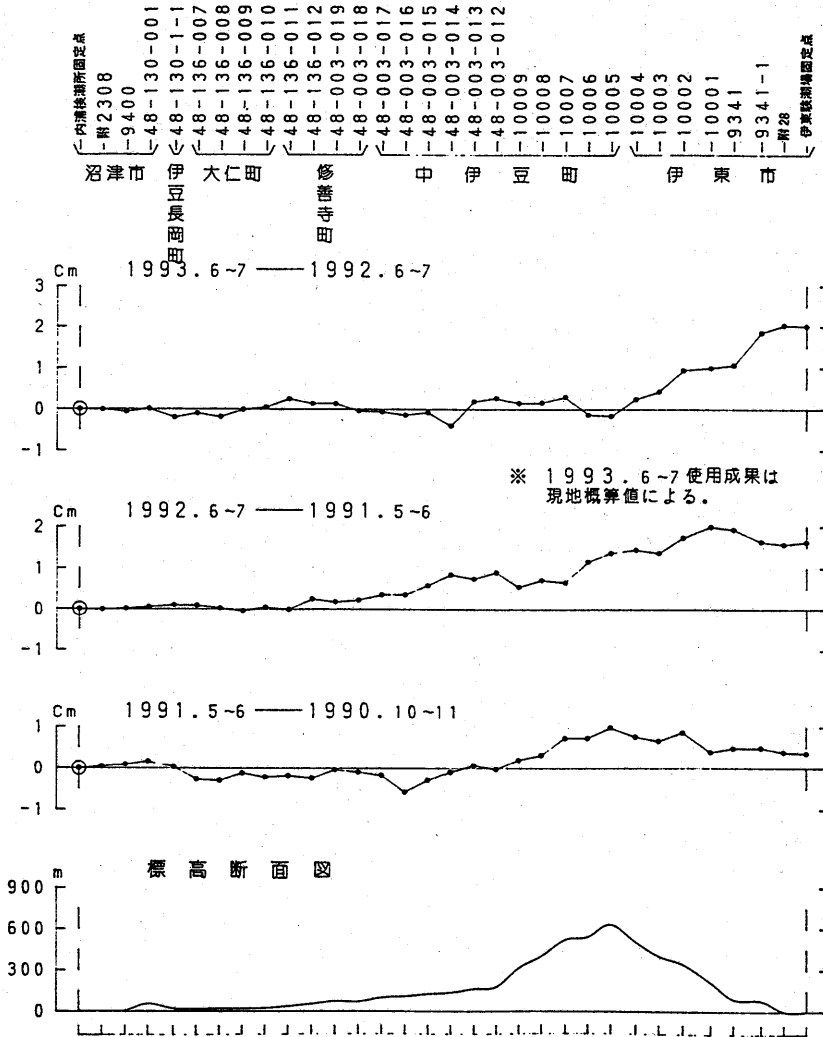 内浦検潮所固定点
附2308
9400
48-130-001
48-130-1-1
48-136-007
48-136-008
48-136-009
48-136-010
48-136-011
48-136-012
48-003-019
48-003-018
48-003-017
48-003-016
48-003-015
48-003-014
48-003-013
48-003-012
10009
10008
10007
10006
10005
10004
10003
10002
10001
9341
9341-1
附28
伊東験潮場固定点
沼津市
伊豆長岡町
大仁町
修善寺町
中伊豆町
伊東市
Cm
1993.6~7 ── 1992.6~7
3
2
1
0
-1
※ 1993.6~7使用成果は
現地概算値による.
Cm
1992.6~7 ── 1991.5~6
2
1
0
-1
Cm
1991.5~6 ── 1990.10~11
1
0
-1
m
標高断面図
900
600
300
0